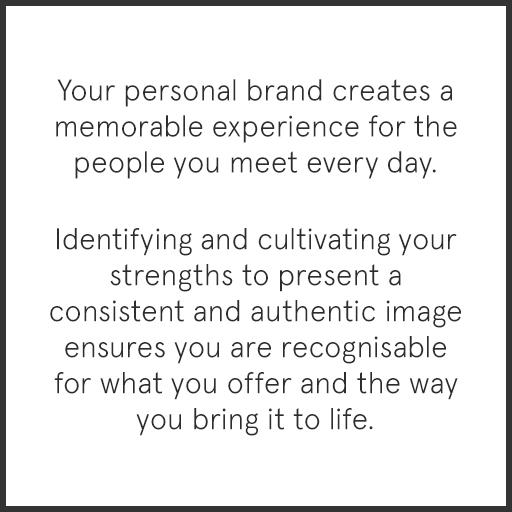 Your personal brand creates a
memorable experience for the
people you meet every day.
Identifying and cultivating your
strengths to present a
consistent and authentic image
ensures you are recognisable
for what you offer and the way
you bring it to life.